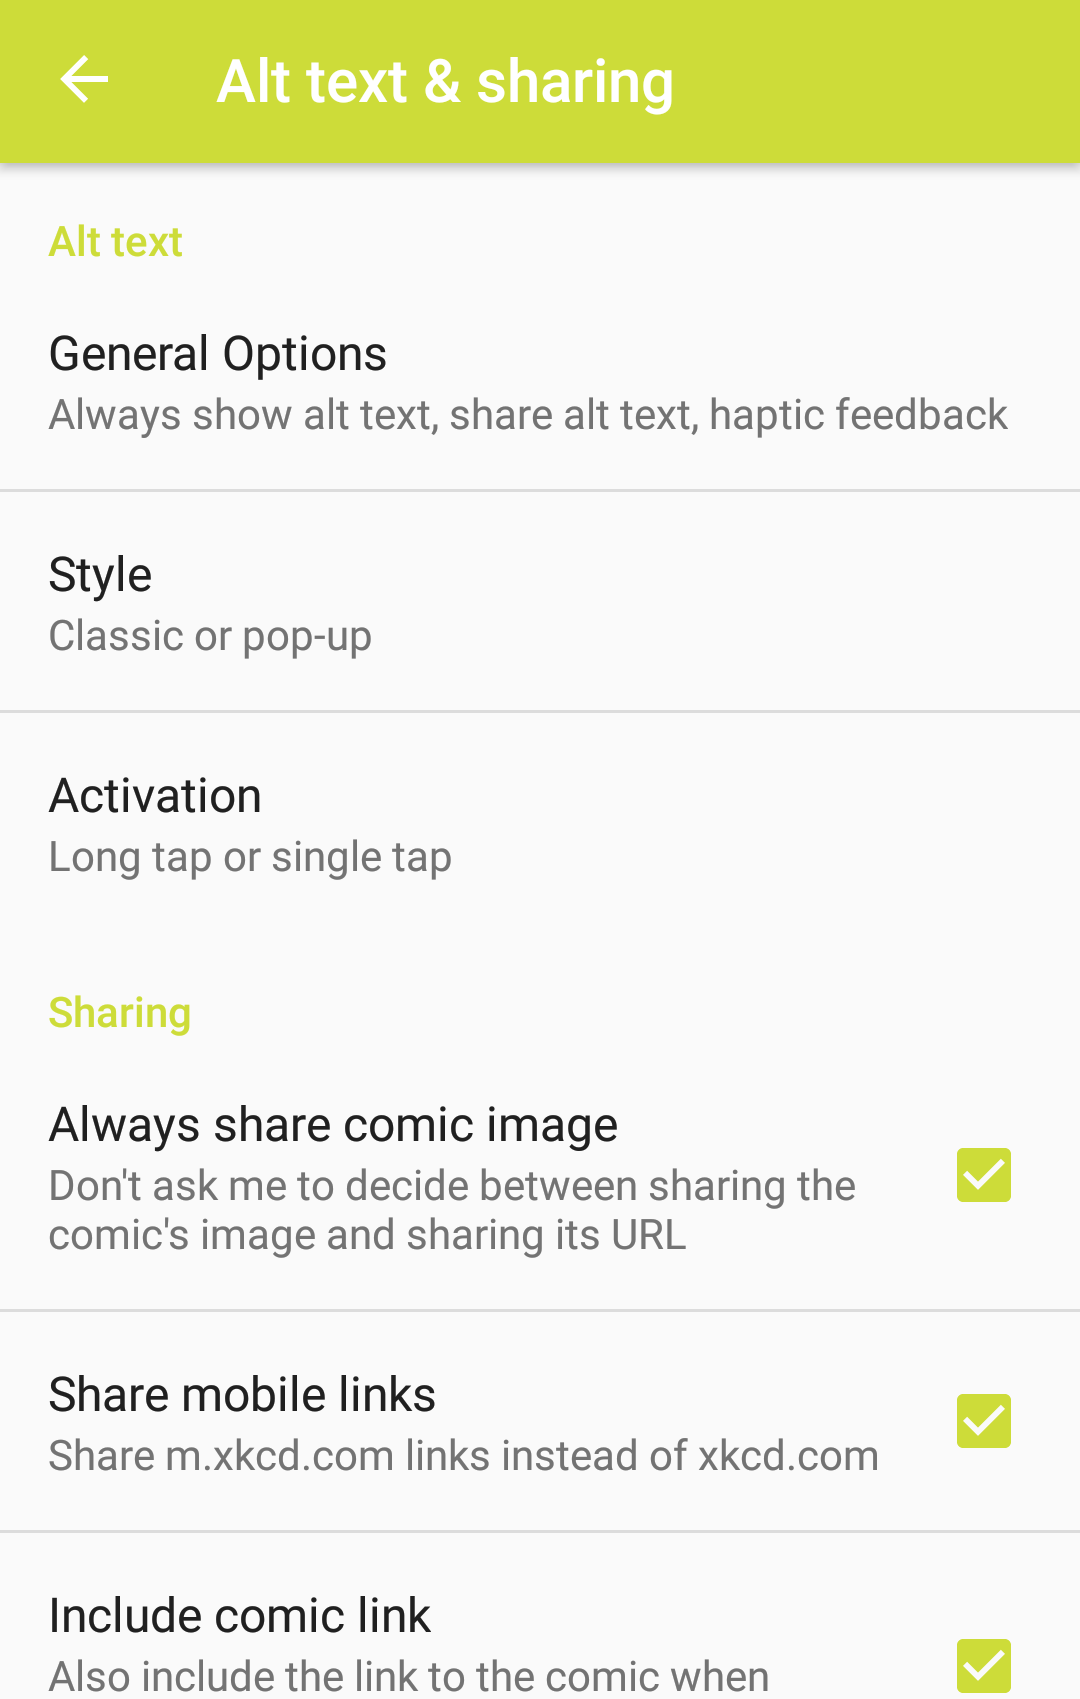 Alt text & sharing
Alt text
General Options
Always show alt text, share alt text, haptic feedback
Style
Classic or pop-up
Activation
Long tap or single tap
Sharing
Always share comic image
Don't ask me to decide between sharing the
comic's image and sharing its URL
Share mobile links
Share m.xkcd.com links instead of xkcd.com
Include comic link
Also include the link to the comic when